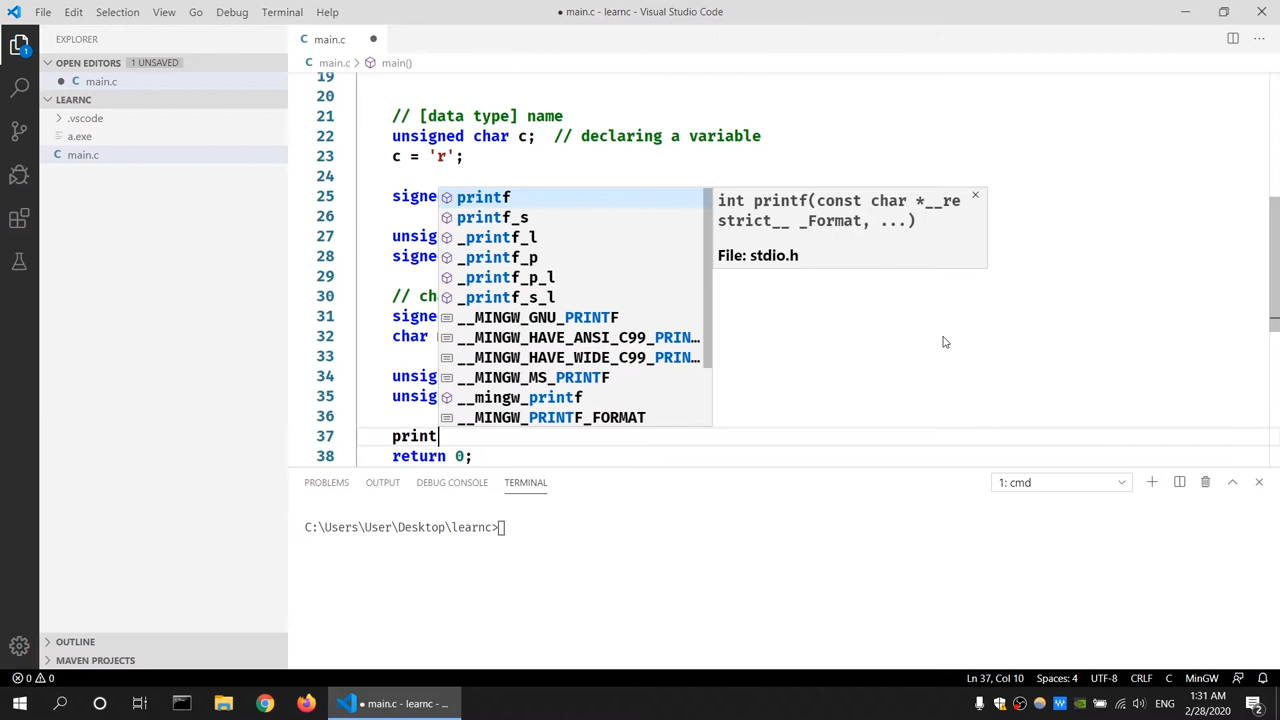 File Edit Selection View Go Debug Terminal Help
● main.c - learnc - Visual Studio Code
EXPLORER
OPEN EDITORS 1 UNSAVED
● C main.c
LEARNC
> .vscode
a.exe
C main.c
OUTLINE
MAVEN PROJECTS
C main.c ●
C main.c > main()
19
20
21 // [data type] name
22 unsigned char c; // declaring a variable
23 c = 'r';
24
25 signe
26
27 unsig
28 signe
29
30 // ch
31 signe
32 char
33
34 unsig
35 unsig
36
37 print
38 return 0;
printf
printf_s
_printf_l
_printf_p
_printf_p_l
_printf_s_l
__MINGW_GNU_PRINTF
__MINGW_HAVE_ANSI_C99_PRIN…
__MINGW_HAVE_WIDE_C99_PRIN…
__MINGW_MS_PRINTF
__mingw_printf
__MINGW_PRINTF_FORMAT
int printf(const char *__re
strict__ _Format, ...)
File: stdio.h
PROBLEMS OUTPUT DEBUG CONSOLE TERMINAL
1: cmd
C:\Users\User\Desktop\learnc>
0 0
Ln 37, Col 10 Spaces: 4 UTF-8 CRLF C MinGW
● main.c - learnc - ...
ENG
1:31 AM
2/28/2020
2
1